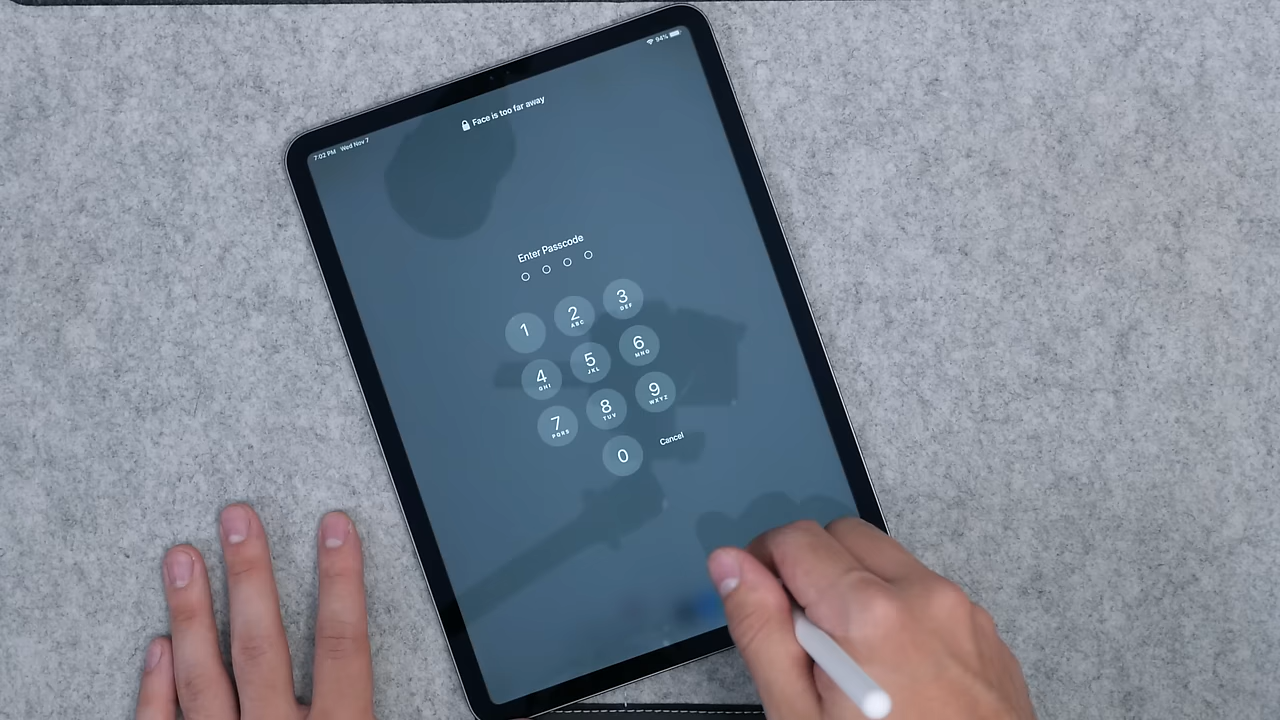 7:02 PM Wed Nov 7
94%
Face is too far away
Enter Passcode
1
2
ABC
3
DEF
4
GHI
5
JKL
6
MNO
7
PQRS
8
TUV
9
WXYZ
0
Cancel